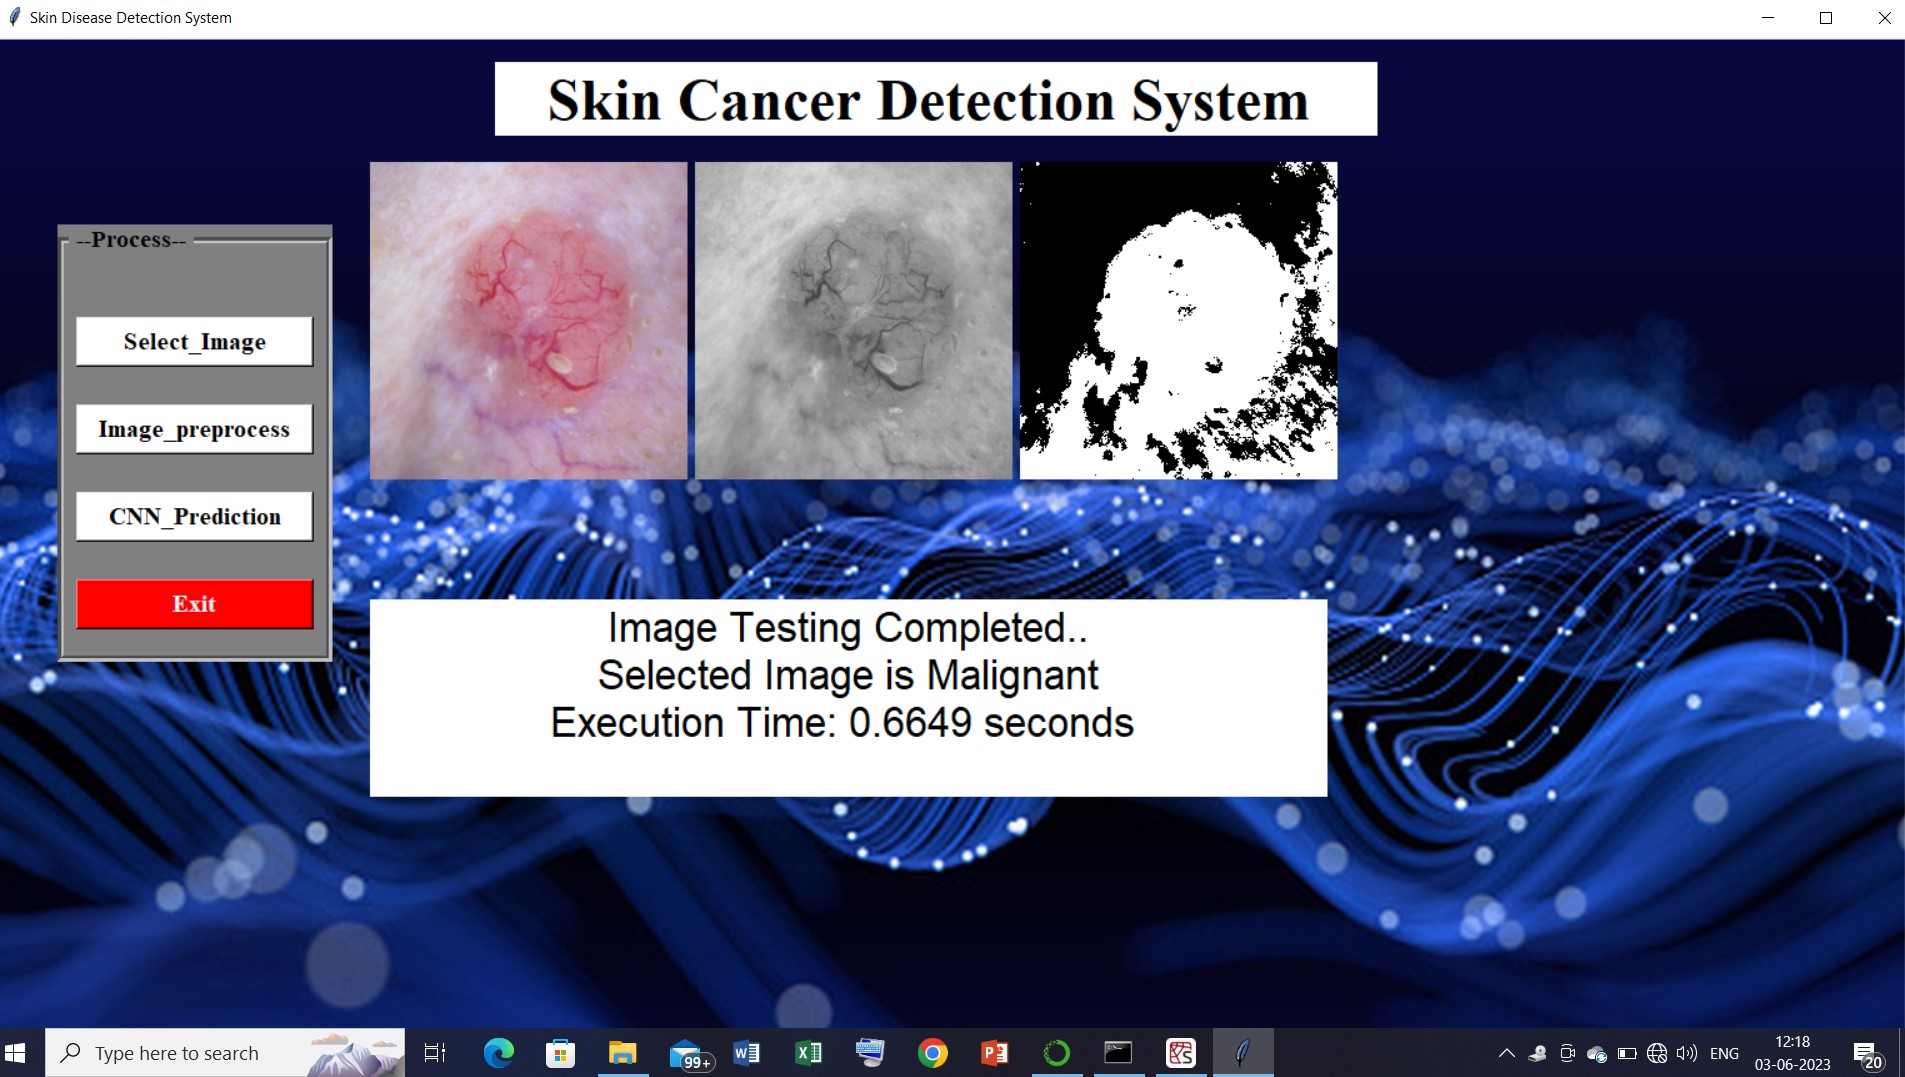 Skin Disease Detection System
Skin Cancer Detection System
--Process--
Select_Image
Image_preprocess
CNN_Prediction
Exit
Image Testing Completed..
Selected Image is Malignant
Execution Time: 0.6649 seconds
Type here to search
99+
ENG
12:18
03-06-2023
20